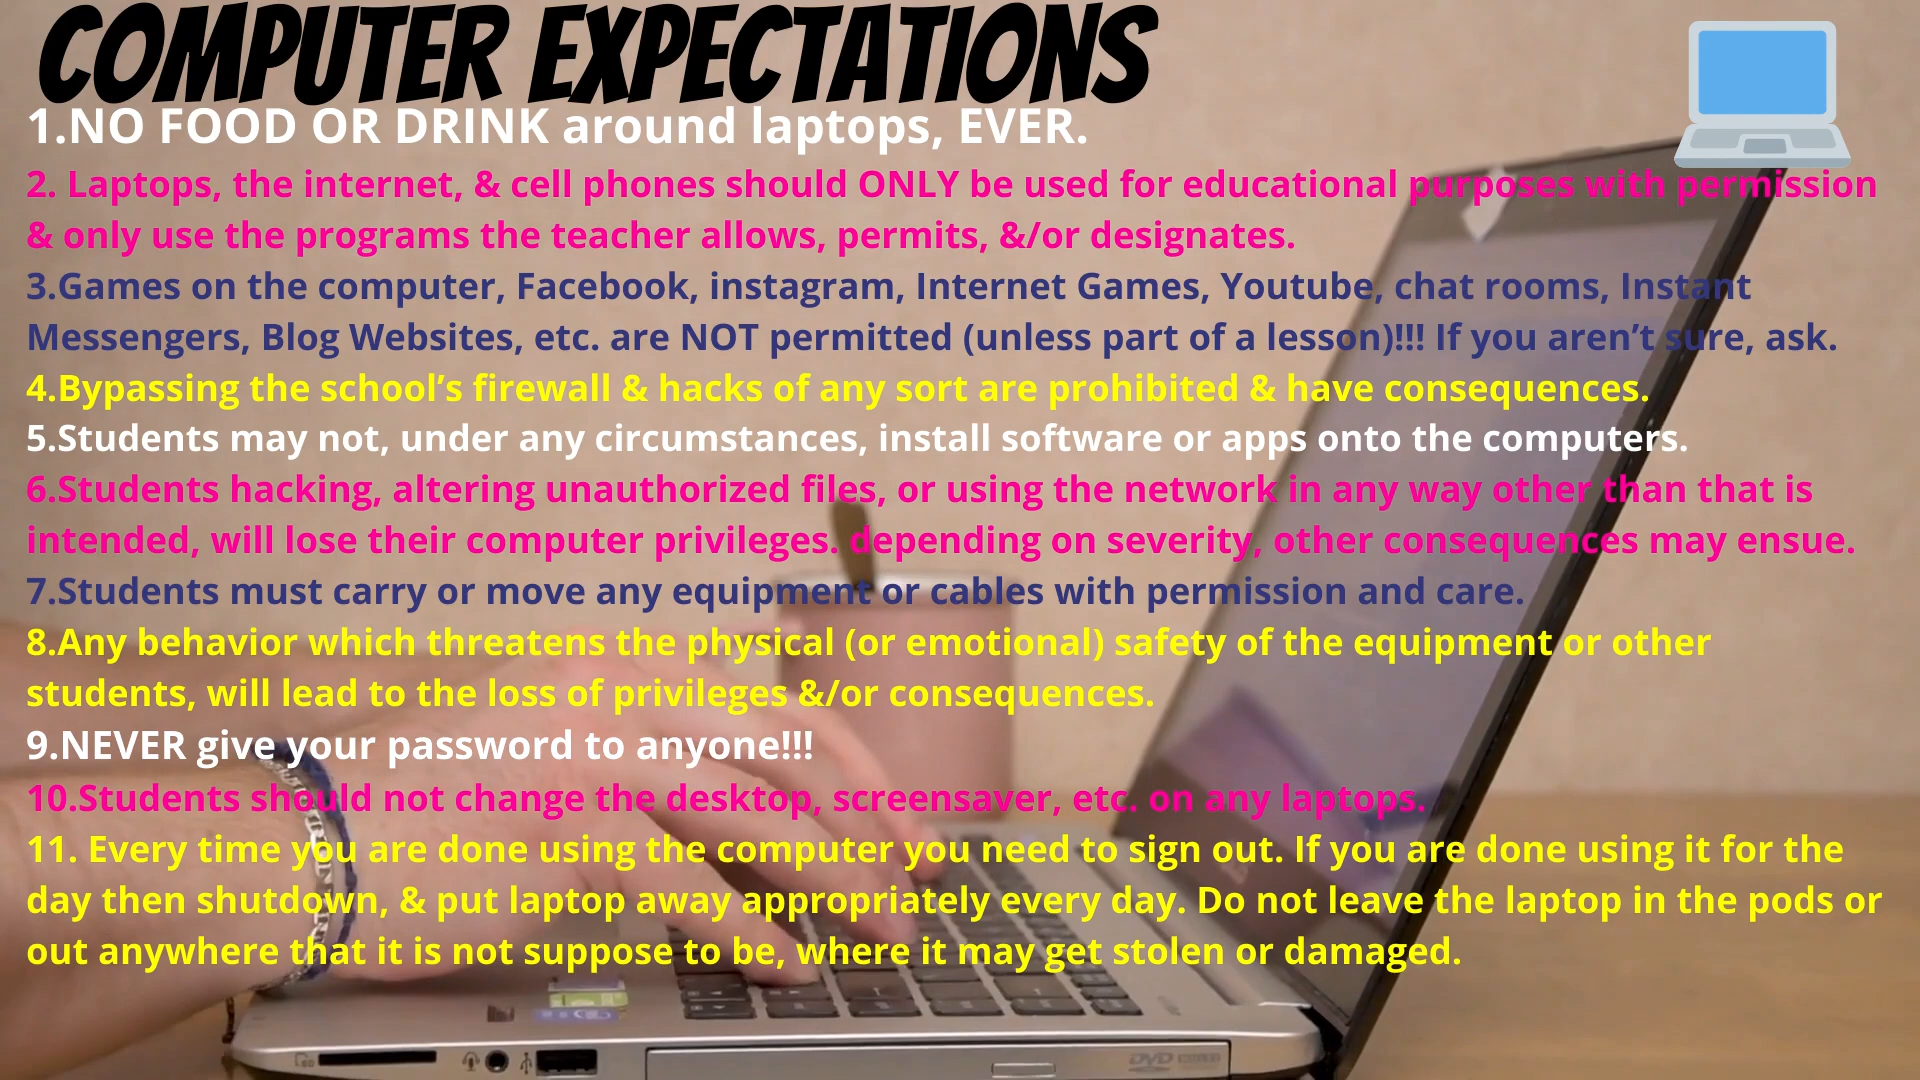 COMPUTER EXPECTATIONS
1.NO FOOD OR DRINK around laptops, EVER.
2. Laptops, the internet, & cell phones should ONLY be used for educational purposes with permission
& only use the programs the teacher allows, permits, &/or designates.
3.Games on the computer, Facebook, instagram, Internet Games, Youtube, chat rooms, Instant
Messengers, Blog Websites, etc. are NOT permitted (unless part of a lesson)!!! If you aren’t sure, ask.
4.Bypassing the school’s firewall & hacks of any sort are prohibited & have consequences.
5.Students may not, under any circumstances, install software or apps onto the computers.
6.Students hacking, altering unauthorized files, or using the network in any way other than that is
intended, will lose their computer privileges. depending on severity, other consequences may ensue.
7.Students must carry or move any equipment or cables with permission and care.
8.Any behavior which threatens the physical (or emotional) safety of the equipment or other
students, will lead to the loss of privileges &/or consequences.
9.NEVER give your password to anyone!!!
10.Students should not change the desktop, screensaver, etc. on any laptops.
11. Every time you are done using the computer you need to sign out. If you are done using it for the
day then shutdown, & put laptop away appropriately every day. Do not leave the laptop in the pods or
out anywhere that it is not suppose to be, where it may get stolen or damaged.
DVD